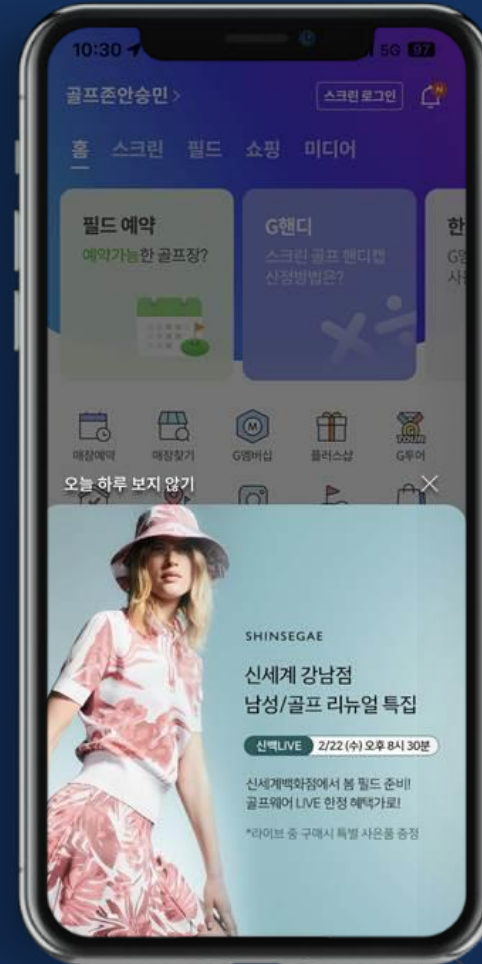 10:30
5G 97
골프존안승민 >
스크린 로그인
N
홈 스크린 필드 쇼핑 미디어
필드 예약
예약가능한 골프장?
G핸디
스크린 골프 핸디캡
산정방법은?
한
매장예약 매장찾기 G멤버십 플러스샵 G투어
M
G
TOUR
오늘 하루 보지 않기
SHINSEGAE
신세계 강남점
남성/골프 리뉴얼 특집
신백LIVE 2/22 (수) 오후 8시 30분
신세계백화점에서 봄 필드 준비!
골프웨어 LIVE 한정 혜택가로!
*라이브 중 구매시 특별 사은품 증정